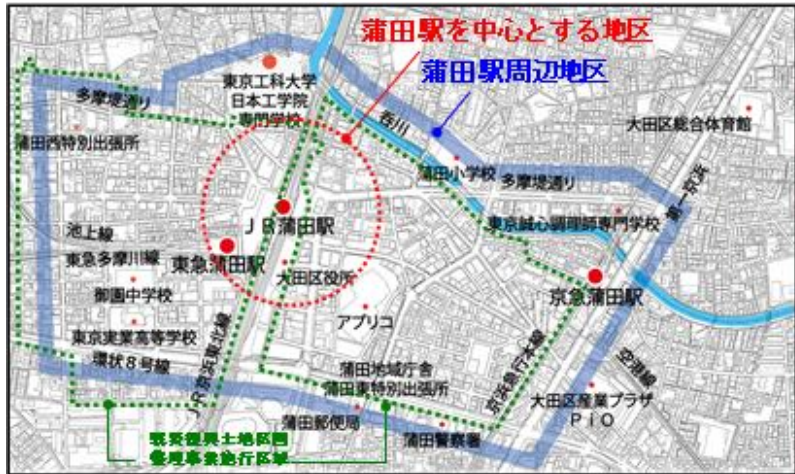 蒲田駅を中心とする地区
蒲田駅周辺地区
東京工科大学
日本工学院
専門学校
多摩堤通り
呑川
大田区総合体育館
蒲田西特別出張所
蒲田小学校
多摩堤通り
第一京浜
東京誠心調理師専門学校
JR蒲田駅
池上線
東急多摩川線
東急蒲田駅
大田区役所
京急蒲田駅
御園中学校
アプリコ
東京実業高等学校
環状8号線
JR京浜東北線
蒲田地域庁舎
蒲田東特別出張所
京浜急行本線
空港線
大田区産業プラザ
PiO
蒲田郵便局
蒲田警察署
戦災復興土地区画
整理事業施行区域